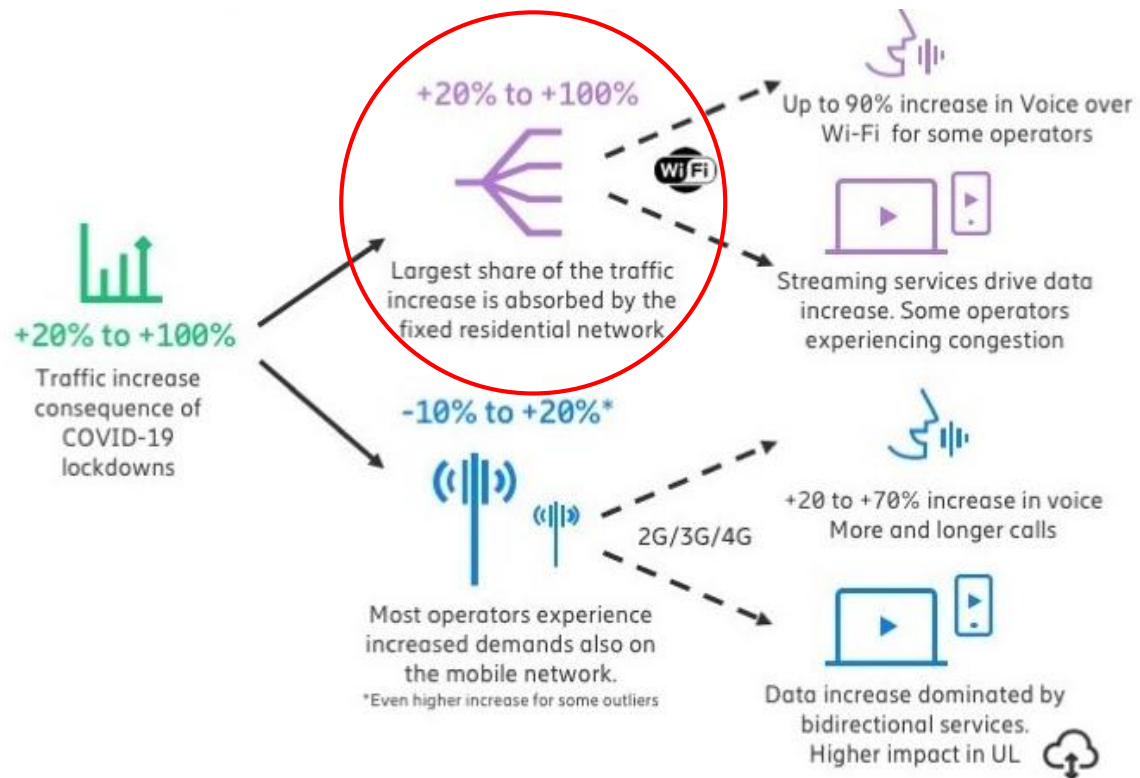 +20% to +100%
Traffic increase
consequence of
COVID-19
lockdowns
+20% to +100%
Largest share of the traffic
increase is absorbed by the
fixed residential network
Wi Fi
Up to 90% increase in Voice over
Wi-Fi for some operators
Streaming services drive data
increase. Some operators
experiencing congestion
-10% to +20%*
Most operators experience
increased demands also on
the mobile network.
*Even higher increase for some outliers
2G/3G/4G
+20 to +70% increase in voice
More and longer calls
Data increase dominated by
bidirectional services.
Higher impact in UL